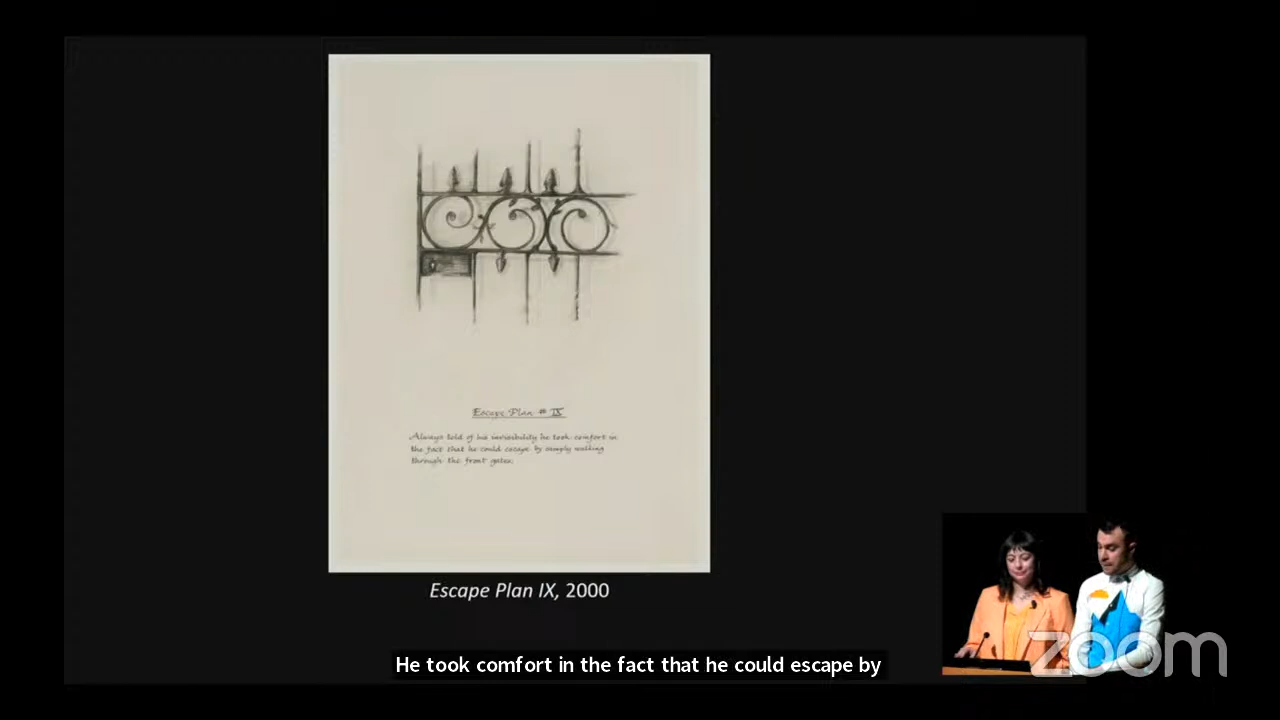 Escape Plan # IX
Always told of his invisibility he took comfort in
the fact that he could escape by simply walking
through the front gates.
Escape Plan IX, 2000
He took comfort in the fact that he could escape by
zoom